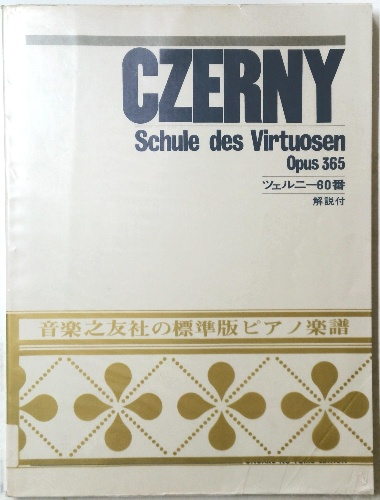 CZERNY
Schule des Virtuosen
Opus 365
ツェルニー60番
解説付
音楽之友社の標準版ピアノ楽譜